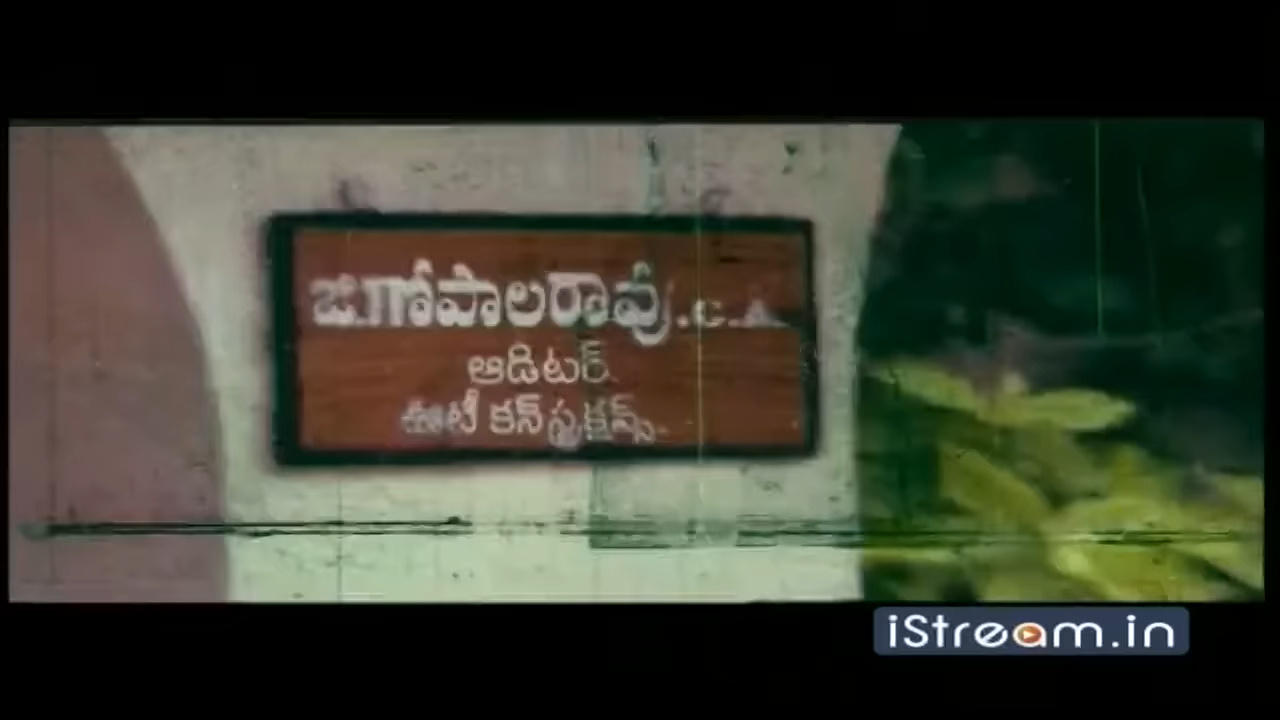 జి.గోపాలరావు.C.A.
ఆడిటర్
ఊటీ కన్స్ట్రక్షన్స్.
iStream.in